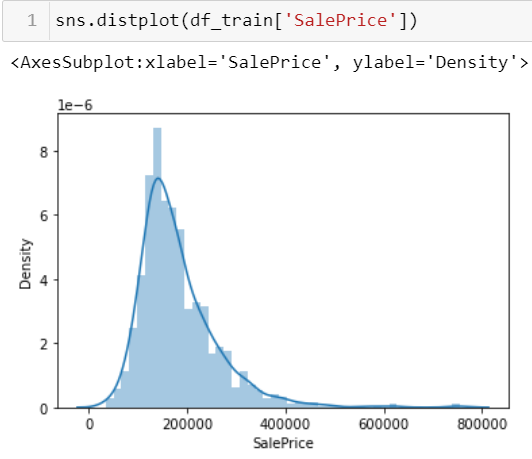 1 sns.distplot(df_train['SalePrice'])
<AxesSubplot:xlabel='SalePrice', ylabel='Density'>
1e−6
8
6
4
2
0
Density
0 200000 400000 600000 800000
SalePrice